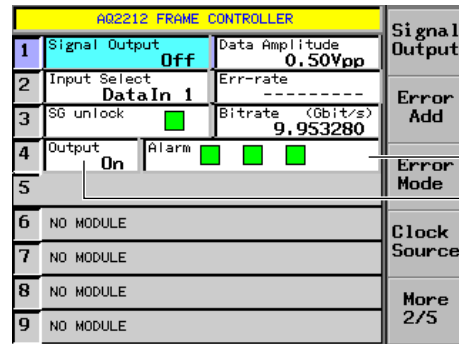 AQ2212 FRAME CONTROLLER
1 Signal Output Off Data Amplitude 0.50Vpp
2 Input Select DataIn 1 Err-rate ---------
3 SG unlock Bitrate (Gbit/s) 9.953280
4 Output On Alarm
5
6 NO MODULE
7 NO MODULE
8 NO MODULE
9 NO MODULE
Signal Output
Error Add
Error Mode
Clock Source
More 2/5